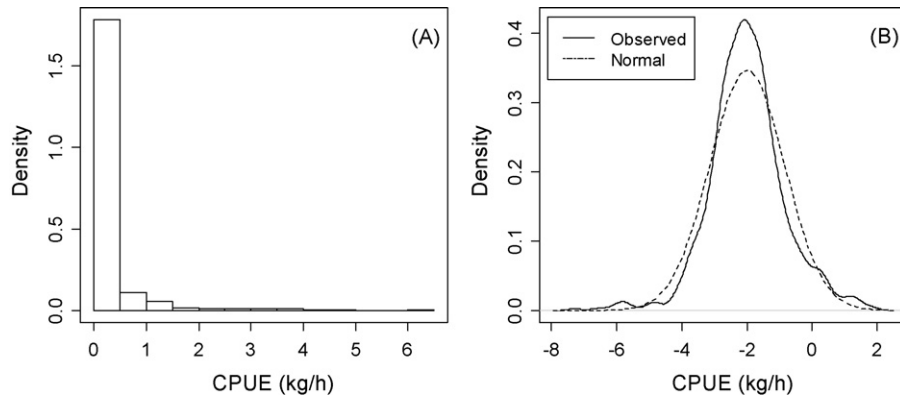 (A)
Density
0.0
0.5
1.0
1.5
0 1 2 3 4 5 6
CPUE (kg/h)
(B)
Observed
Normal
Density
0.0
0.1
0.2
0.3
0.4
-8 -6 -4 -2 0 2
CPUE (kg/h)